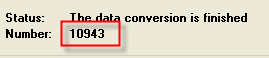 Status: The data conversion is finished
Number: 10943